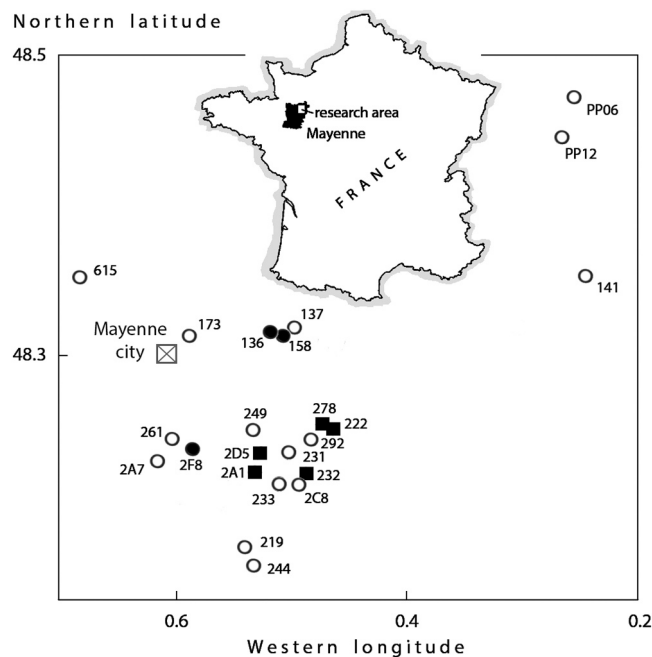 Northern latitude
48.5
PP06
research area
Mayenne
PP12
FRANCE
615
141
137
173
Mayenne
city
136
158
48.3
278
249
222
261
292
2D5
231
2F8
2A7
2A1
232
233
2C8
219
244
0.6
0.4
0.2
Western longitude